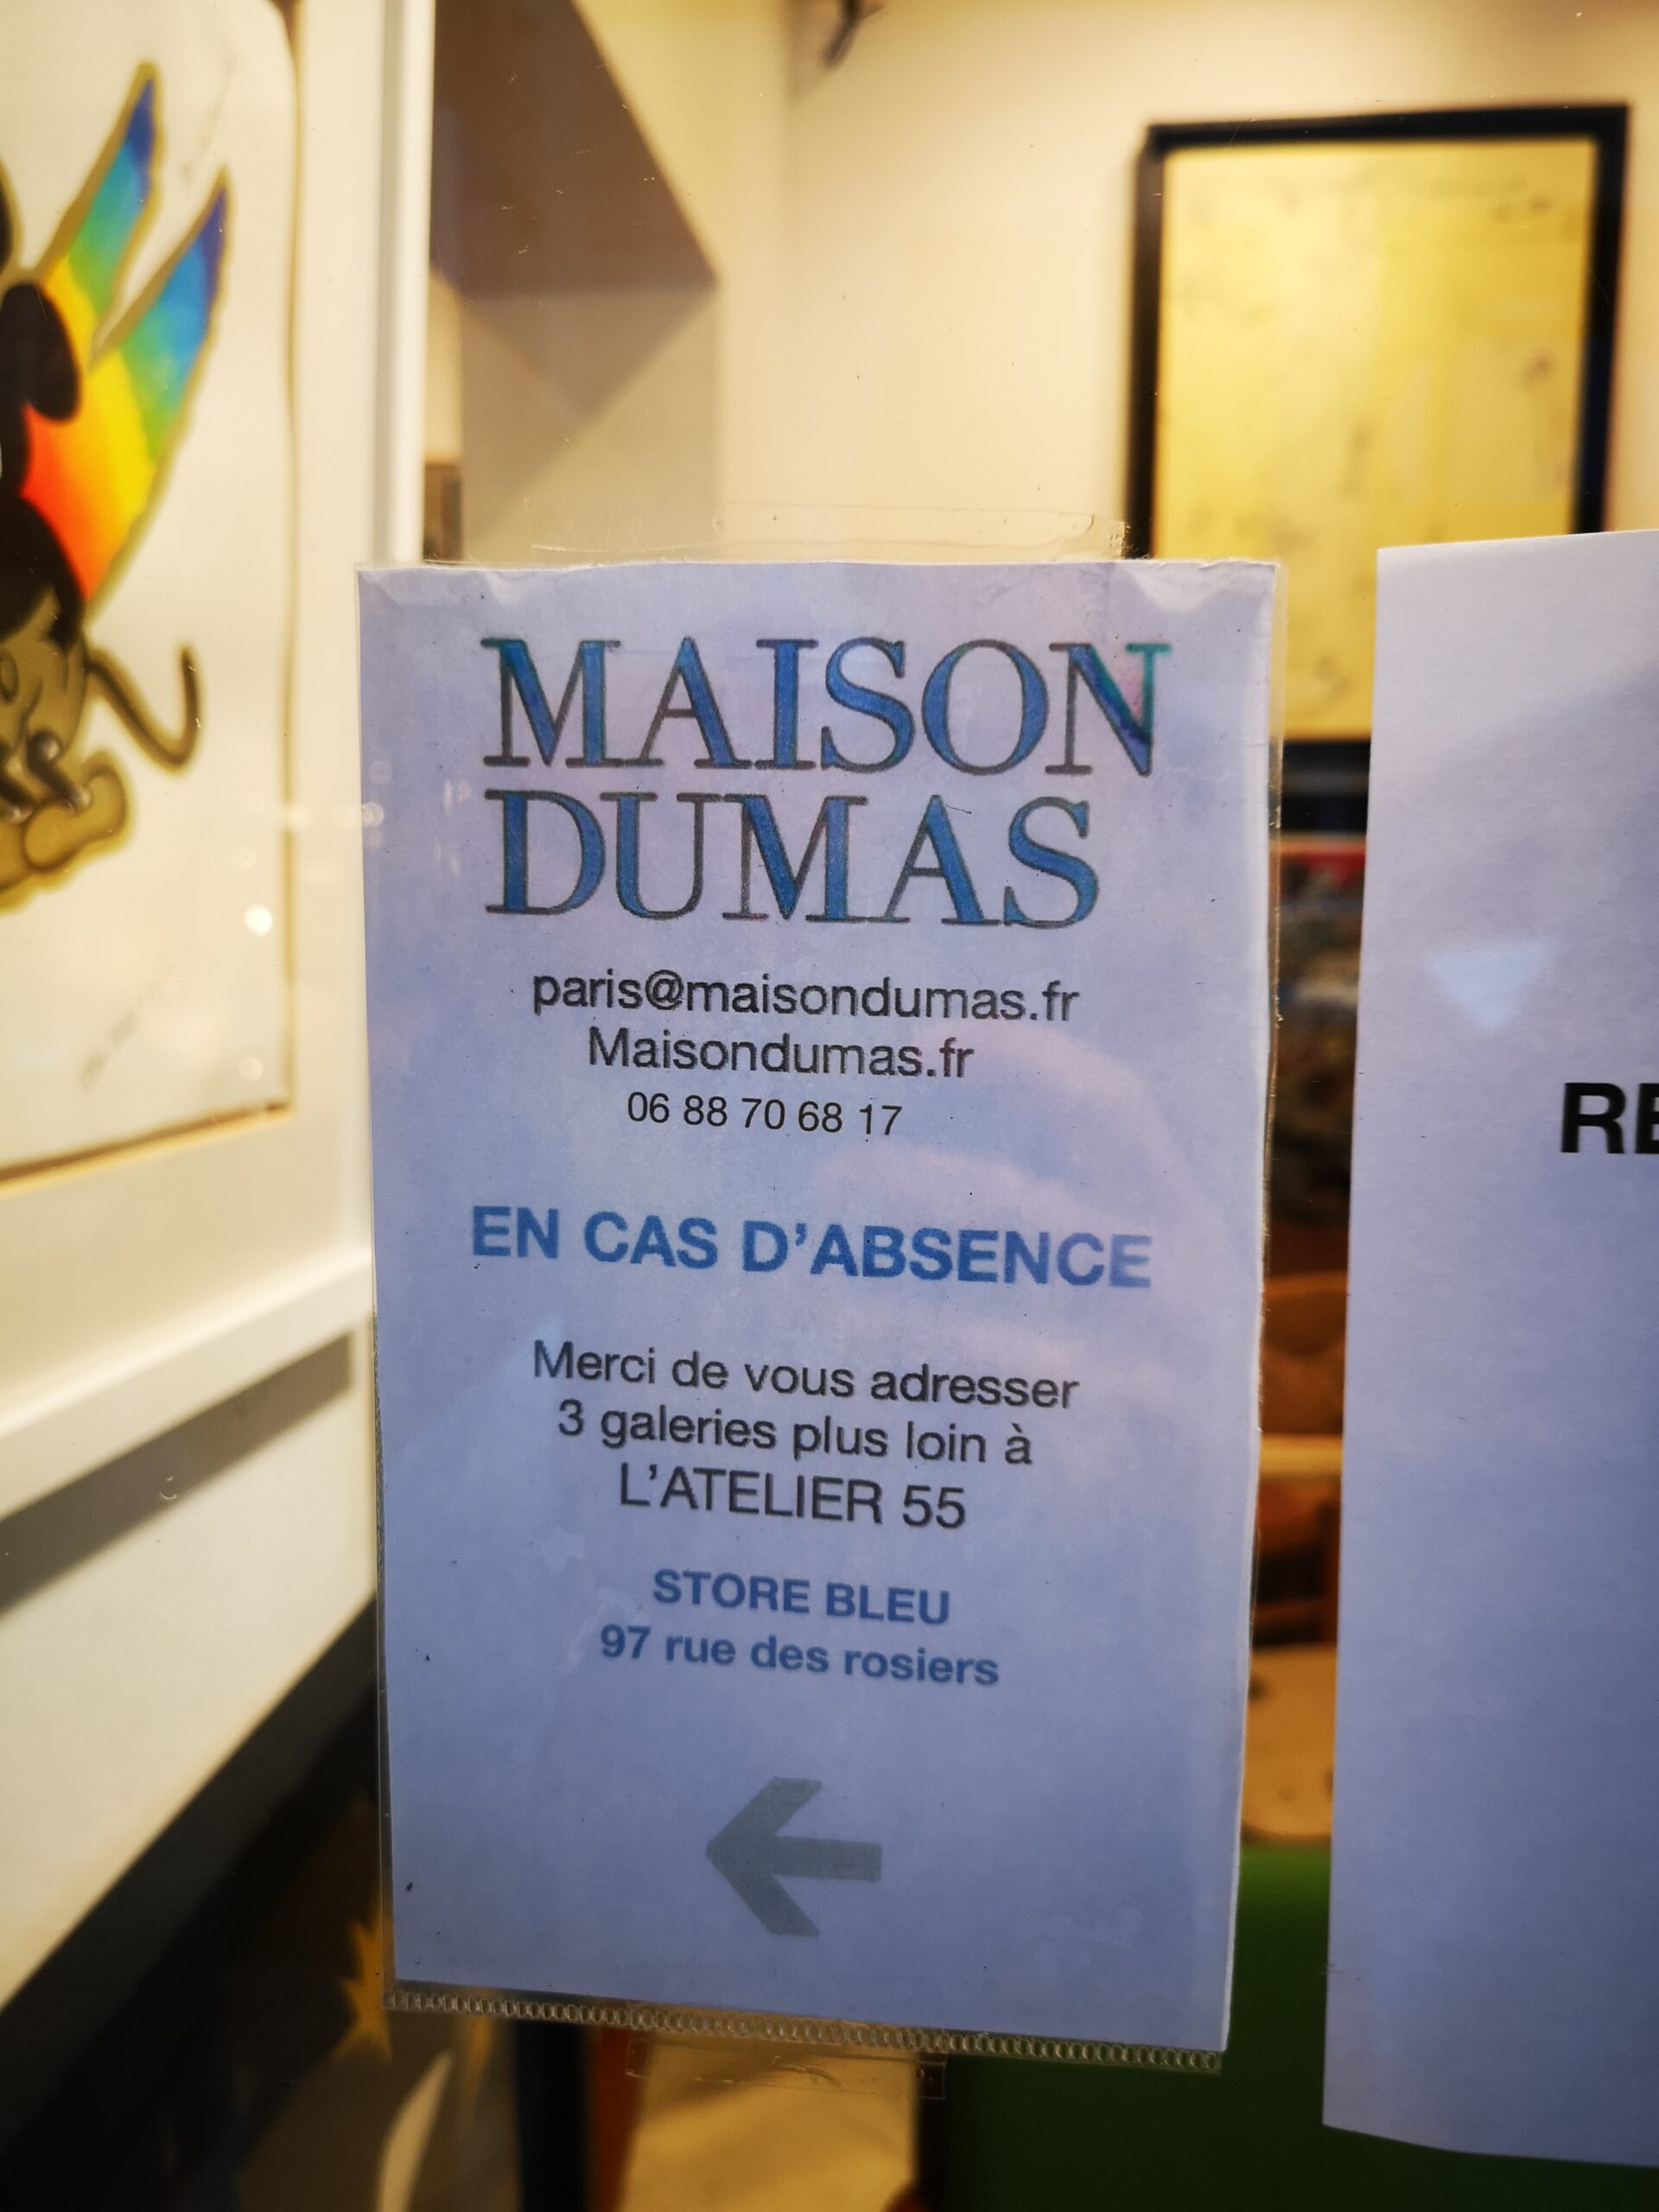 MAISON
DUMAS
paris@maisondumas.fr
Maisondumas.fr
06 88 70 68 17
EN CAS D'ABSENCE
Merci de vous adresser
3 galeries plus loin à
L'ATELIER 55
STORE BLEU
97 rue des rosiers
RE